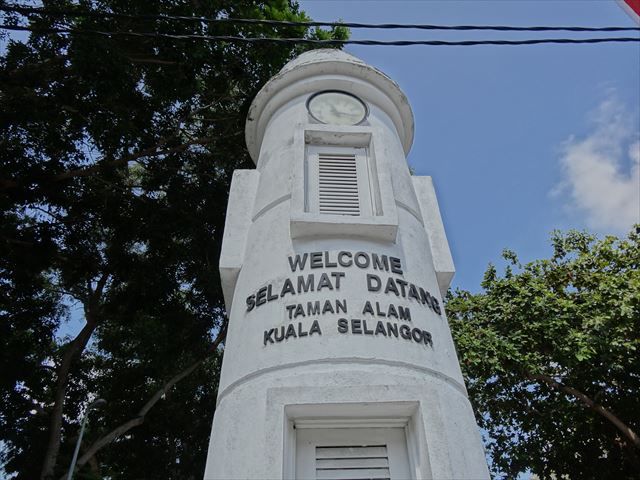 WELCOME
SELAMAT DATANG
TAMAN ALAM
KUALA SELANGOR